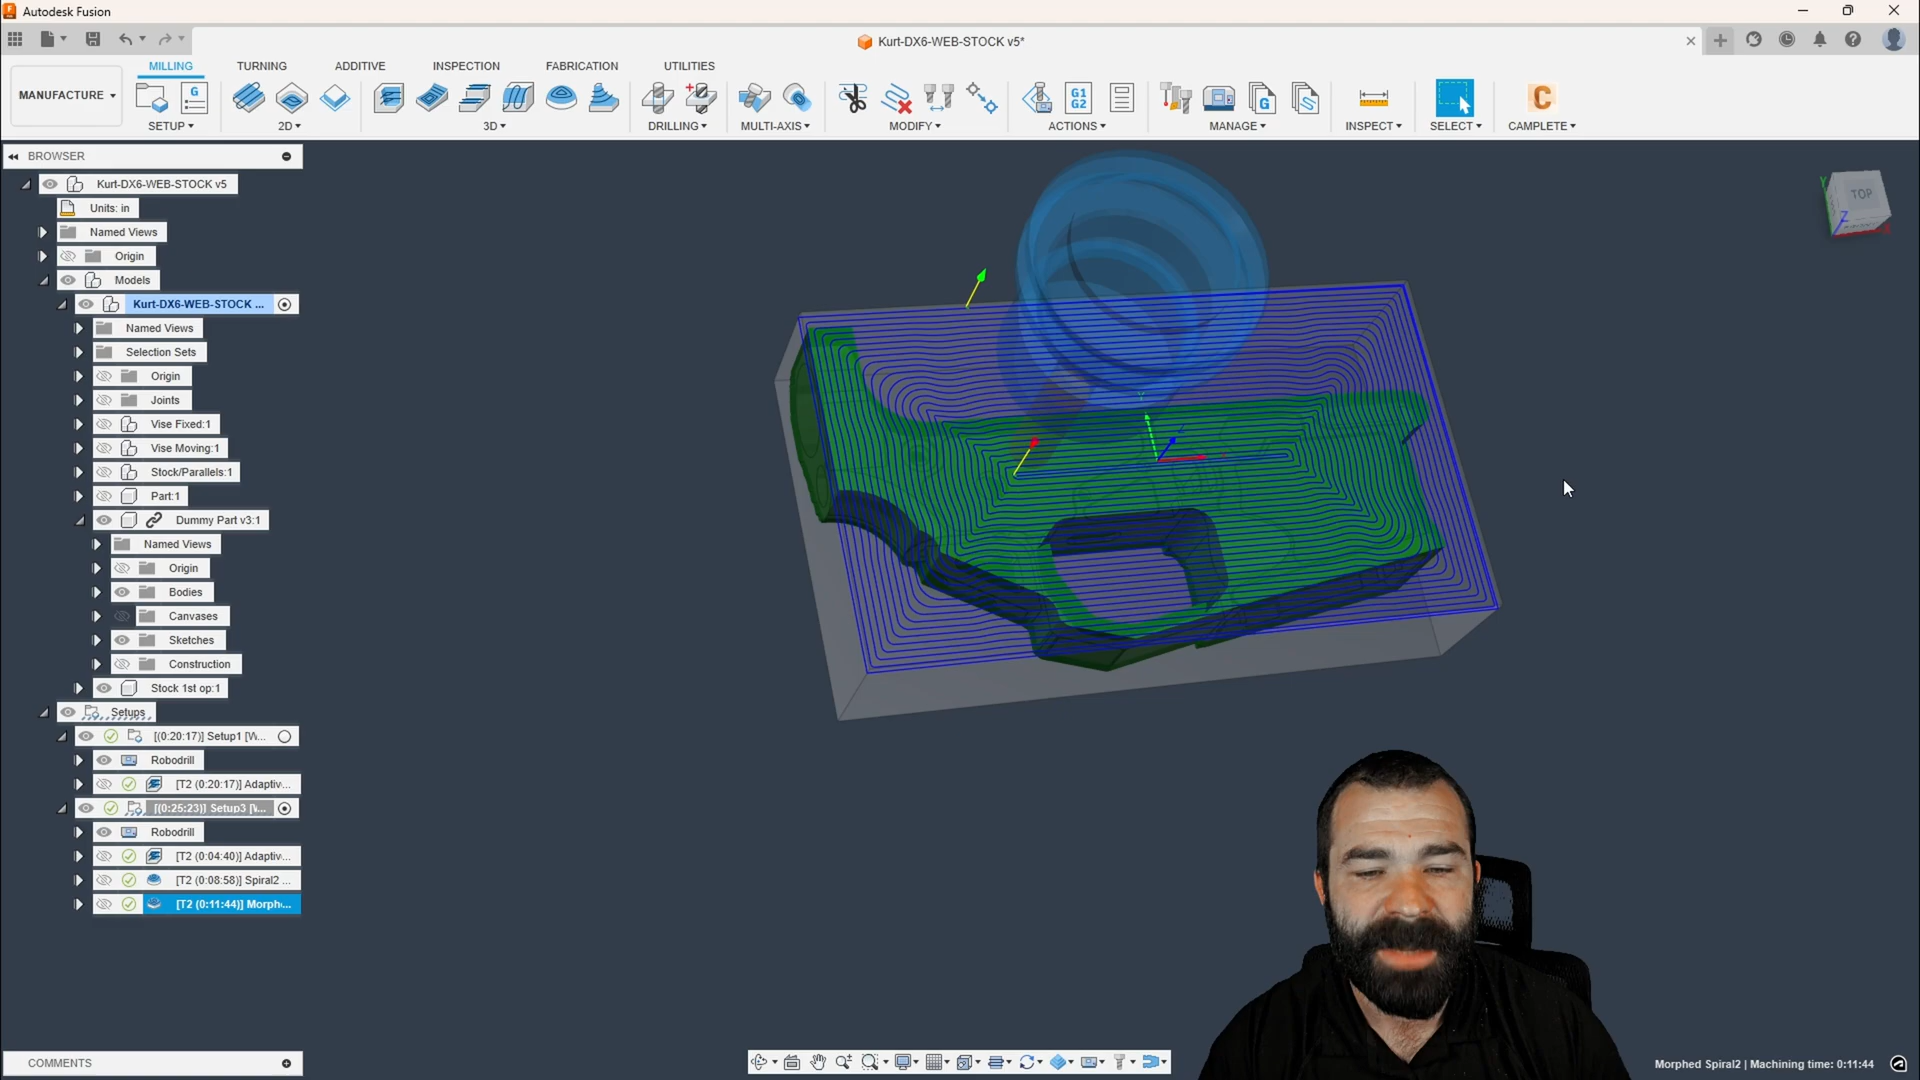 Autodesk Fusion
Kurt-DX6-WEB-STOCK v5*
MILLING TURNING ADDITIVE INSPECTION FABRICATION UTILITIES
MANUFACTURE
G
G1
G2
G
C
SETUP 2D 3D DRILLING MULTI-AXIS MODIFY ACTIONS MANAGE INSPECT SELECT CAMPLETE
BROWSER
Kurt-DX6-WEB-STOCK v5
Units: in
Named Views
Origin
Models
Kurt-DX6-WEB-STOCK ...
Named Views
Selection Sets
Origin
Joints
Vise Fixed:1
Vise Moving:1
Stock/Parallels:1
Part:1
Dummy Part v3:1
Named Views
Origin
Bodies
Canvases
Sketches
Construction
Stock 1st op:1
Setups
[(0:20:17)] Setup1 [W...
Robodrill
[T2 (0:20:17)] Adaptiv...
[(0:25:23)] Setup3 [W...
Robodrill
[T2 (0:04:40)] Adaptiv...
[T2 (0:08:58)] Spiral2 ...
[T2 (0:11:44)] Morph...
TOP
Y
Z
X
COMMENTS
Morphed Spiral2 | Machining time: 0:11:44